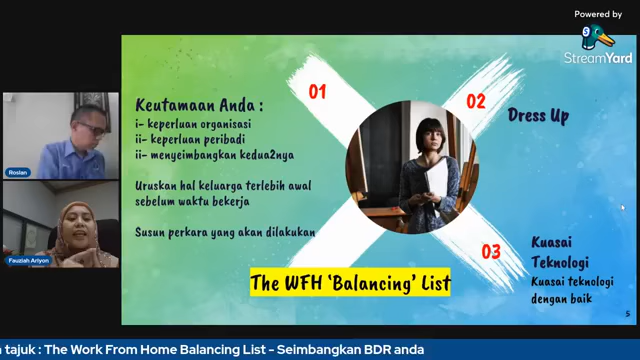 Powered by
StreamYard
01
Keutamaan Anda :
i- keperluan organisasi
ii- keperluan peribadi
ii- menyeimbangkan kedua2nya
Uruskan hal keluarga terlebih awal
sebelum waktu bekerja
Susun perkara yang akan dilakukan
02
Dress Up
03
Kuasai
Teknologi
Kuasai teknologi
dengan baik
The WFH ‘Balancing’ List
5
Roslan
Fauziah Ariyon
tajuk : The Work From Home Balancing List - Seimbangkan BDR anda